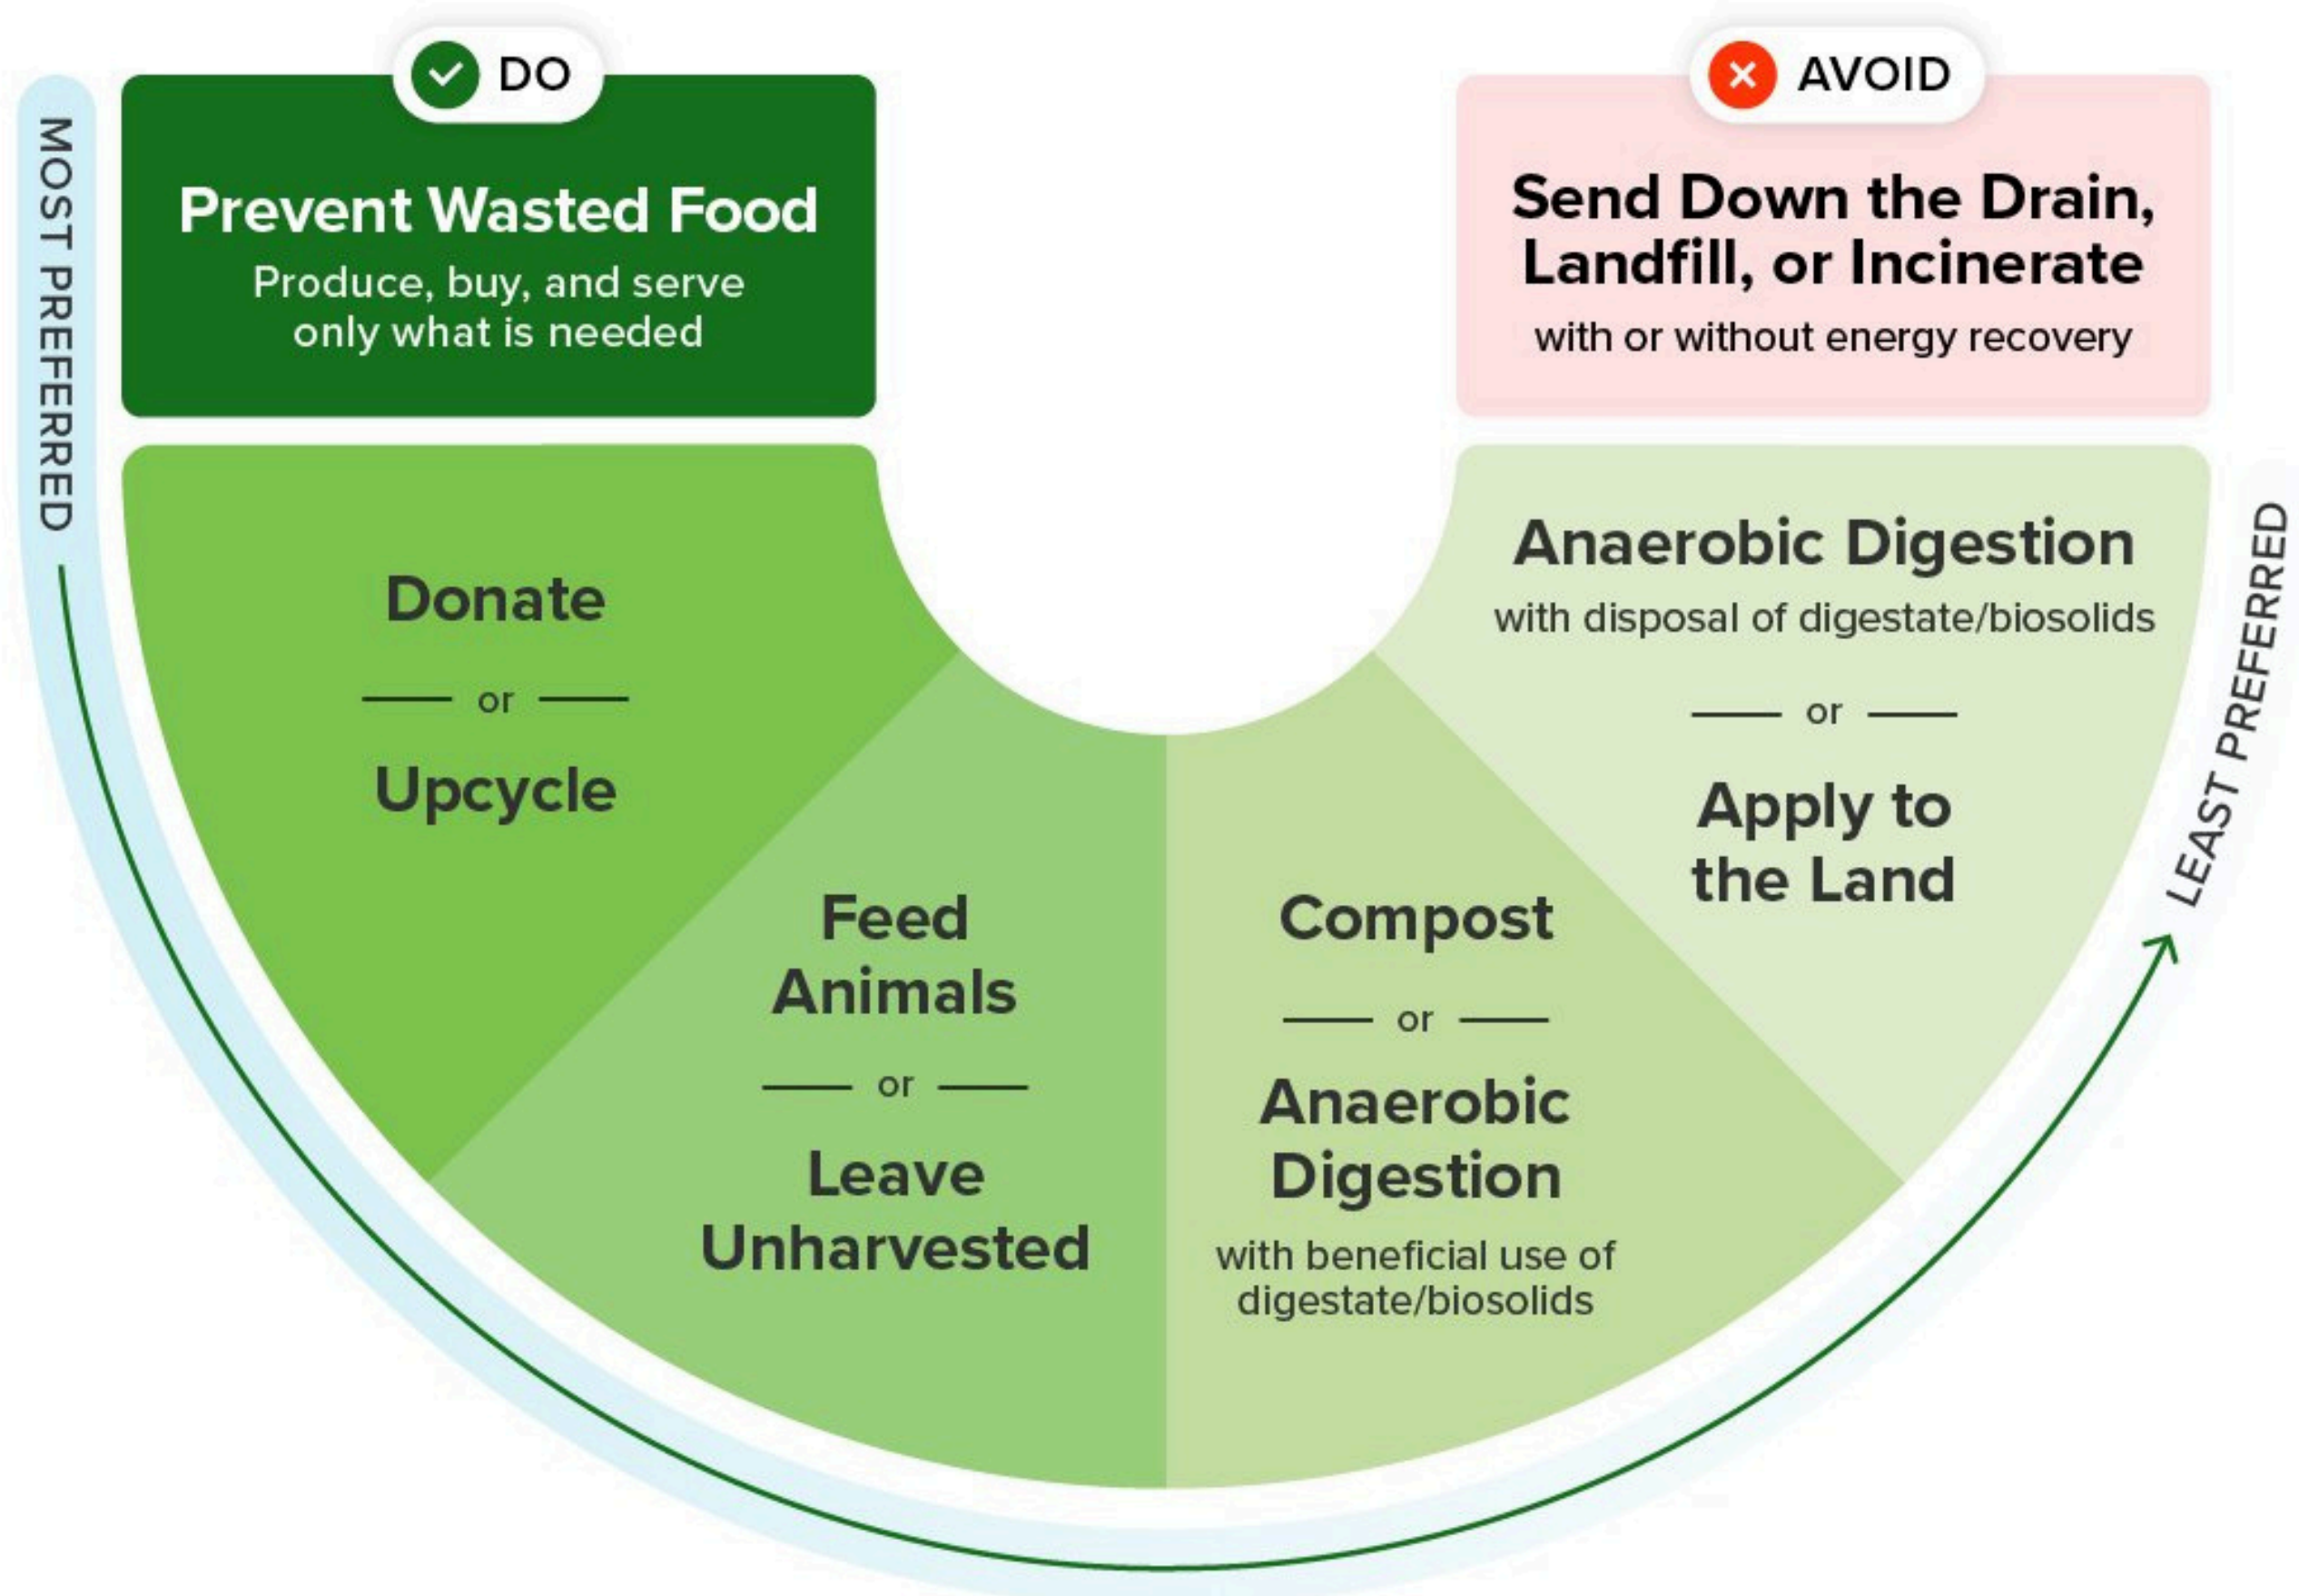 DO
Prevent Wasted Food
Produce, buy, and serve
only what is needed
AVOID
Send Down the Drain,
Landfill, or Incinerate
with or without energy recovery
MOST PREFERRED
Donate
or
Upcycle
Feed
Animals
or
Leave
Unharvested
Compost
or
Anaerobic
Digestion
with beneficial use of
digestate/biosolids
Anaerobic Digestion
with disposal of digestate/biosolids
or
Apply to
the Land
LEAST PREFERRED